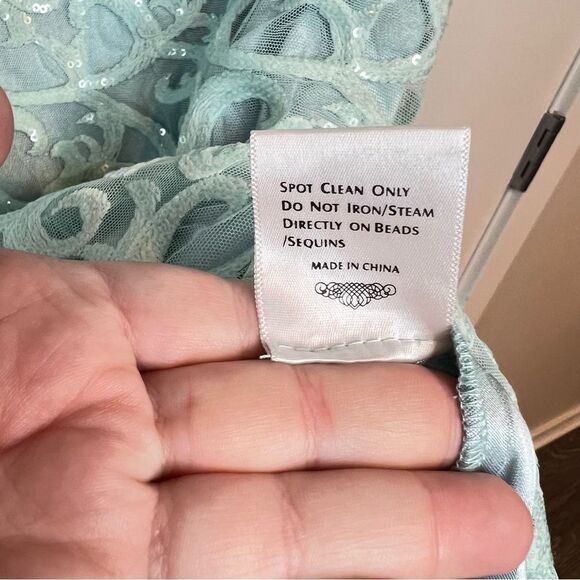 Spot Clean Only
Do Not Iron/Steam
Directly on Beads
/Sequins
Made in China